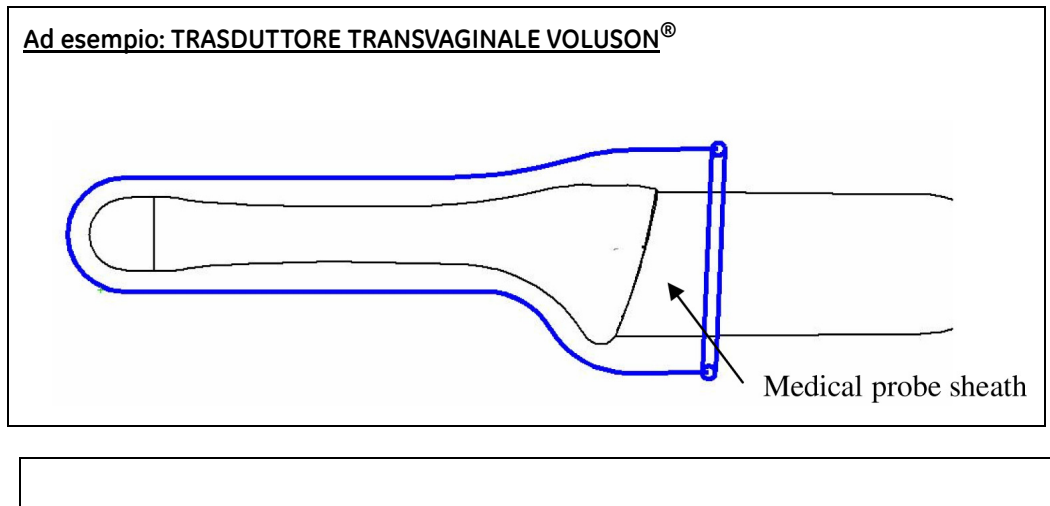 Ad esempio: TRASDUTTORE TRANSVAGINALE VOLUSON®
Medical probe sheath